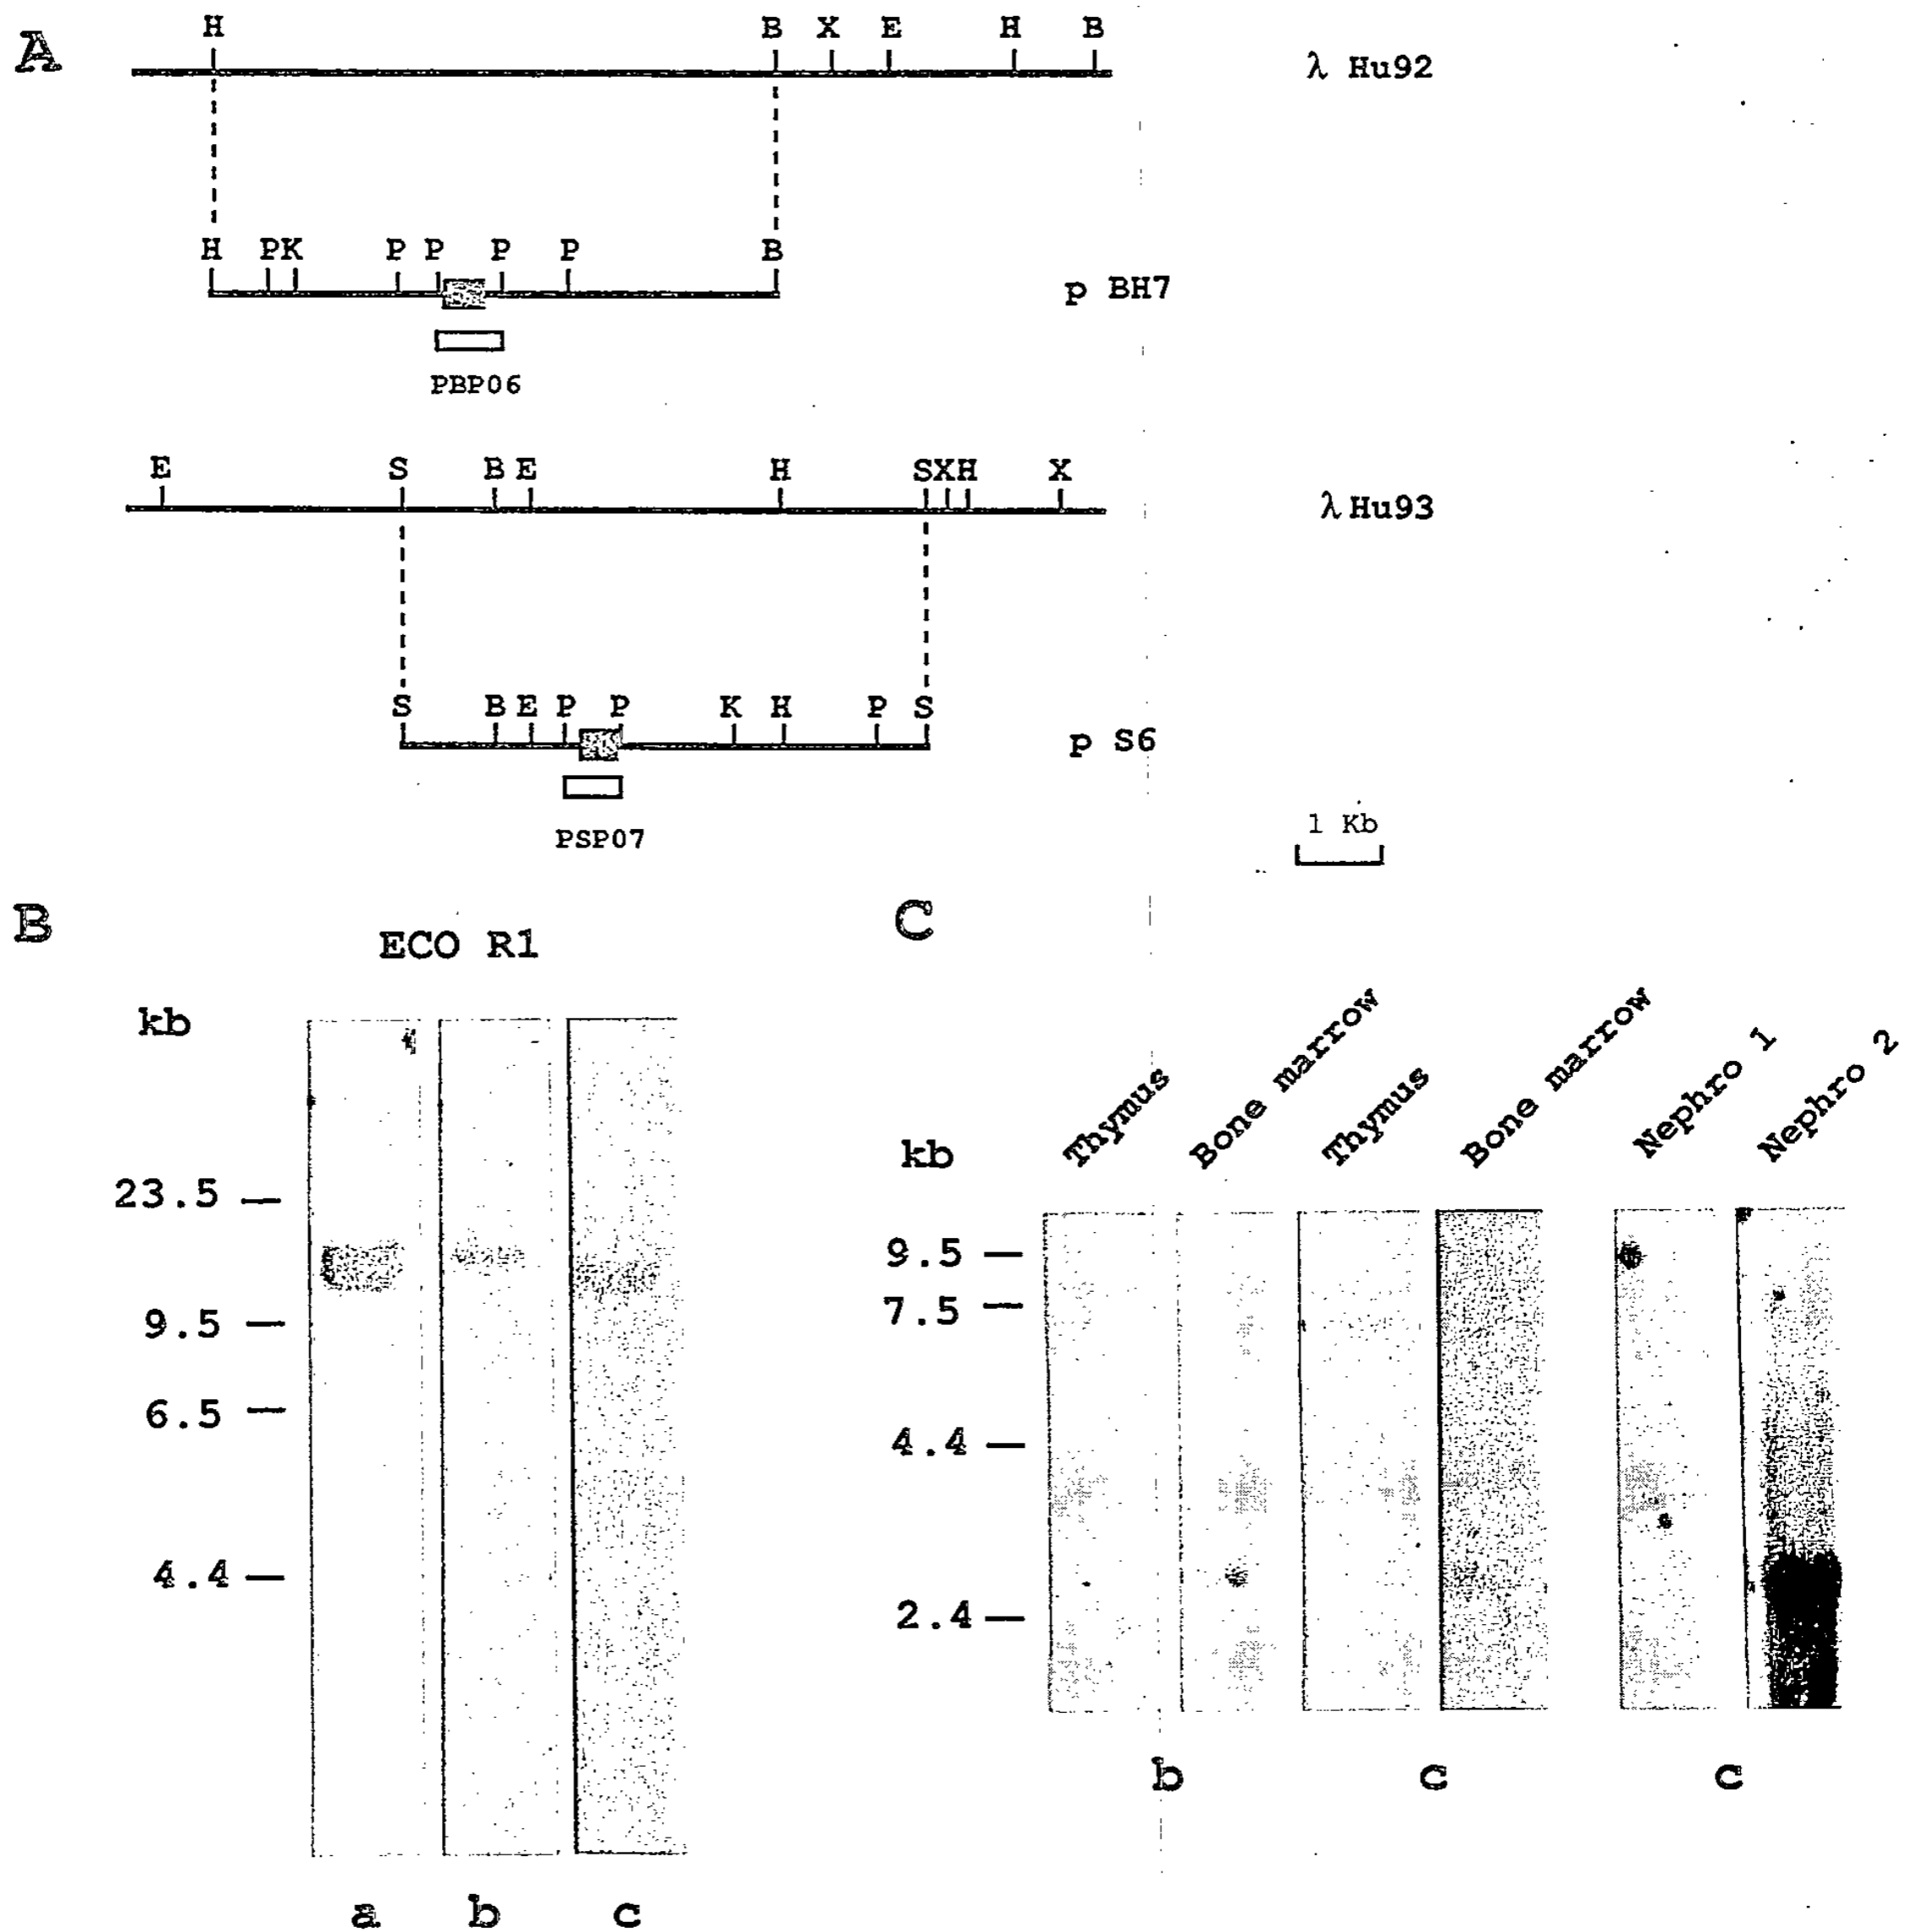 A
H B X E H B
λ Hu92
H PK P P P P B
p BH7
PBP06
E S B E H SXH X
λ Hu93
S B E P P K H P S
p S6
PSP07
1 Kb
B
ECO R1
kb
23.5
9.5
6.5
4.4
a b c
C
Thymus
Bone marrow
Thymus
Bone marrow
Nephro 1
Nephro 2
kb
9.5
7.5
4.4
2.4
b c c